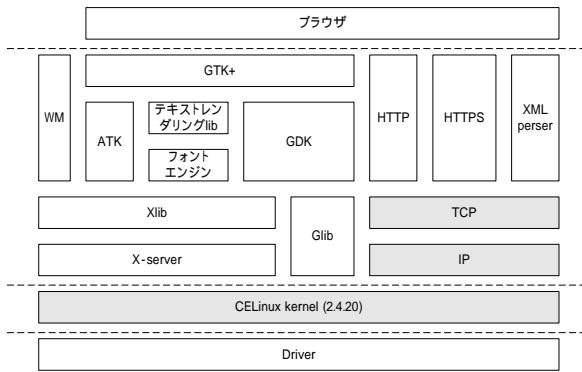 ブラウザ
WM
GTK+
HTTP
HTTPS
XML
perser
ATK
テキストレン
ダリングlib
フォント
エンジン
GDK
Xlib
Glib
TCP
X-server
IP
CELinux kernel (2.4.20)
Driver